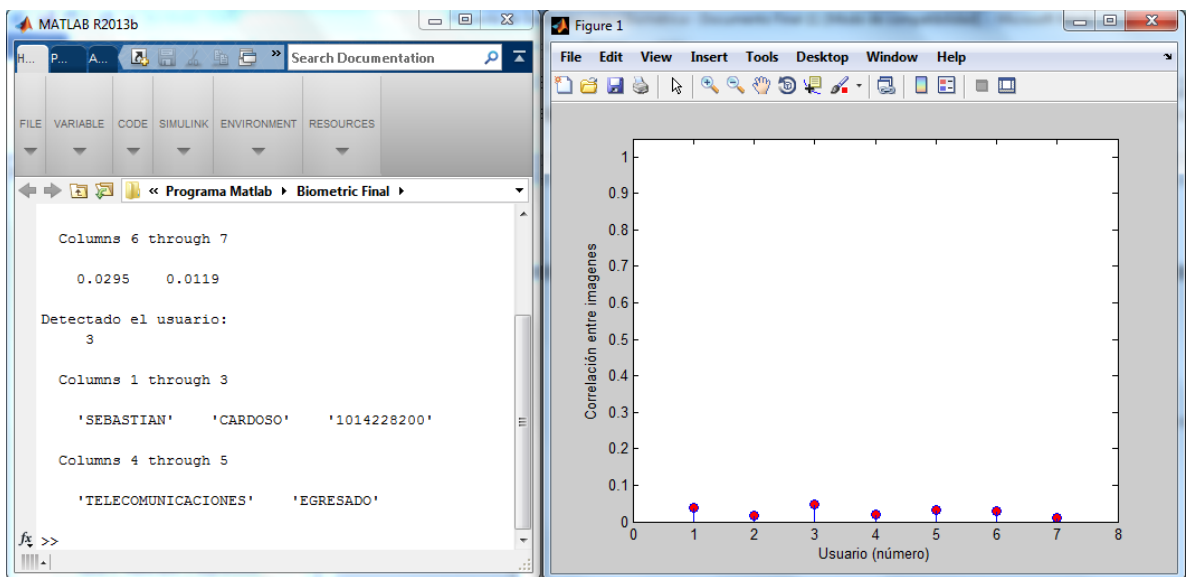 MATLAB R2013b
H... P... A... » Search Documentation
FILE VARIABLE CODE SIMULINK ENVIRONMENT RESOURCES
« Programa Matlab Biometric Final
Columns 6 through 7
0.0295 0.0119
Detectado el usuario:
3
Columns 1 through 3
'SEBASTIAN' 'CARDOSO' '1014228200'
Columns 4 through 5
'TELECOMUNICACIONES' 'EGRESADO'
fx >>
Figure 1
File Edit View Insert Tools Desktop Window Help
1
0.9
0.8
0.7
0.6
0.5
0.4
0.3
0.2
0.1
0
Correlación entre imagenes
0 1 2 3 4 5 6 7 8
Usuario (número)